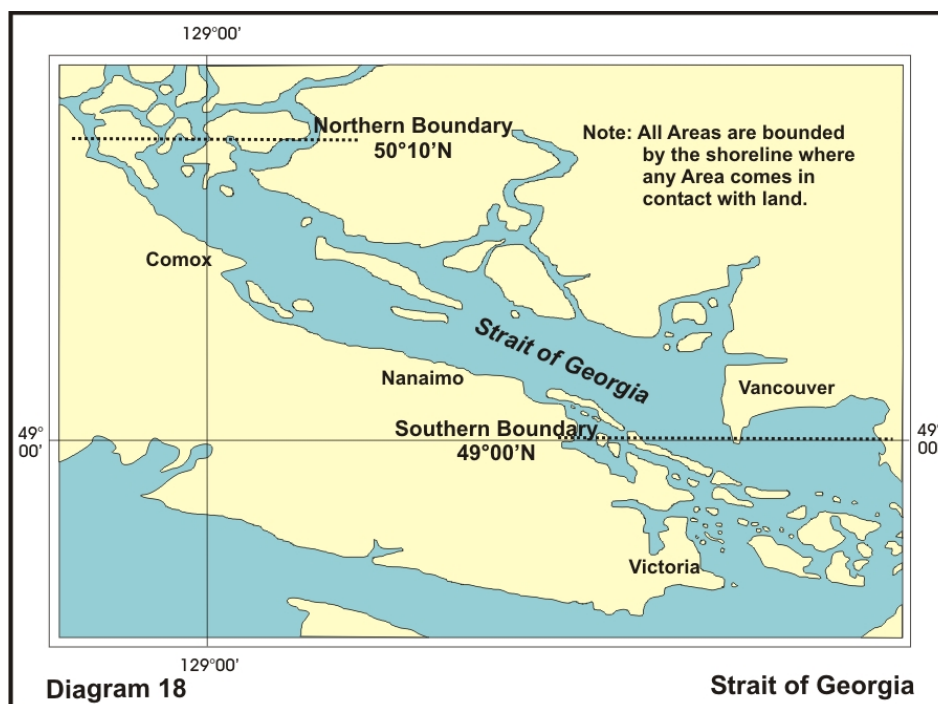 129°00'
Northern Boundary
50°10'N
Note: All Areas are bounded
by the shoreline where
any Area comes in
contact with land.
Comox
Strait of Georgia
Nanaimo
Vancouver
49°
00'
Southern Boundary
49°00'N
49°
00'
Victoria
129°00'
Diagram 18
Strait of Georgia